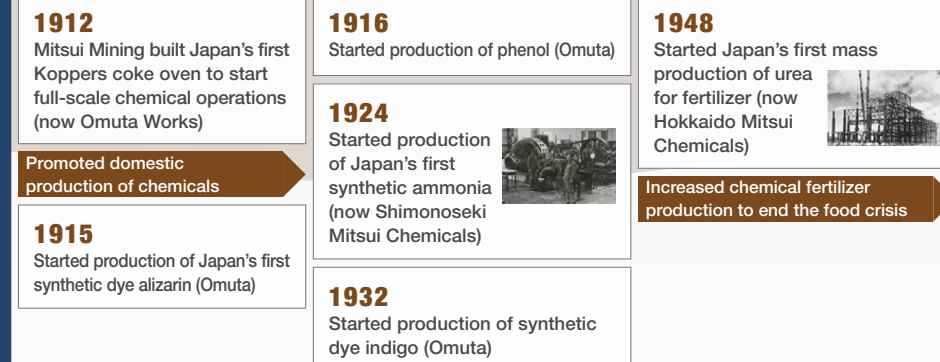 1912
Mitsui Mining built Japan's first
Koppers coke oven to start
full-scale chemical operations
(now Omuta Works)
Promoted domestic
production of chemicals
1915
Started production of Japan's first
synthetic dye alizarin (Omuta)
1916
Started production of phenol (Omuta)
1924
Started production
of Japan's first
synthetic ammonia
(now Shimonoseki
Mitsui Chemicals)
1932
Started production of synthetic
dye indigo (Omuta)
1948
Started Japan's first mass
production of urea
for fertilizer (now
Hokkaido Mitsui
Chemicals)
Increased chemical fertilizer
production to end the food crisis